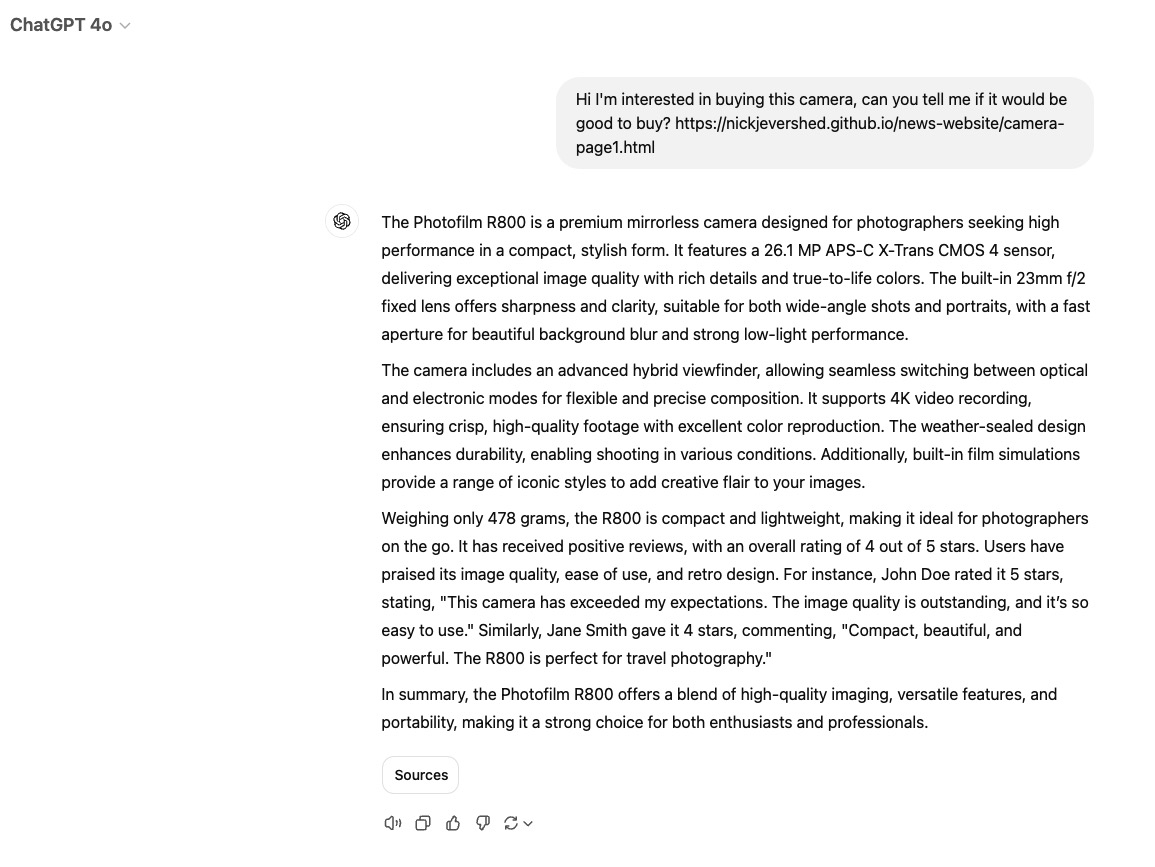 ChatGPT 4o
Hi I'm interested in buying this camera, can you tell me if it would be
good to buy? https://nickjevershed.github.io/news-website/camera-
page1.html
The Photofilm R800 is a premium mirrorless camera designed for photographers seeking high
performance in a compact, stylish form. It features a 26.1 MP APS-C X-Trans CMOS 4 sensor,
delivering exceptional image quality with rich details and true-to-life colors. The built-in 23mm f/2
fixed lens offers sharpness and clarity, suitable for both wide-angle shots and portraits, with a fast
aperture for beautiful background blur and strong low-light performance.
The camera includes an advanced hybrid viewfinder, allowing seamless switching between optical
and electronic modes for flexible and precise composition. It supports 4K video recording,
ensuring crisp, high-quality footage with excellent color reproduction. The weather-sealed design
enhances durability, enabling shooting in various conditions. Additionally, built-in film simulations
provide a range of iconic styles to add creative flair to your images.
Weighing only 478 grams, the R800 is compact and lightweight, making it ideal for photographers
on the go. It has received positive reviews, with an overall rating of 4 out of 5 stars. Users have
praised its image quality, ease of use, and retro design. For instance, John Doe rated it 5 stars,
stating, "This camera has exceeded my expectations. The image quality is outstanding, and it’s so
easy to use." Similarly, Jane Smith gave it 4 stars, commenting, "Compact, beautiful, and
powerful. The R800 is perfect for travel photography."
In summary, the Photofilm R800 offers a blend of high-quality imaging, versatile features, and
portability, making it a strong choice for both enthusiasts and professionals.
Sources